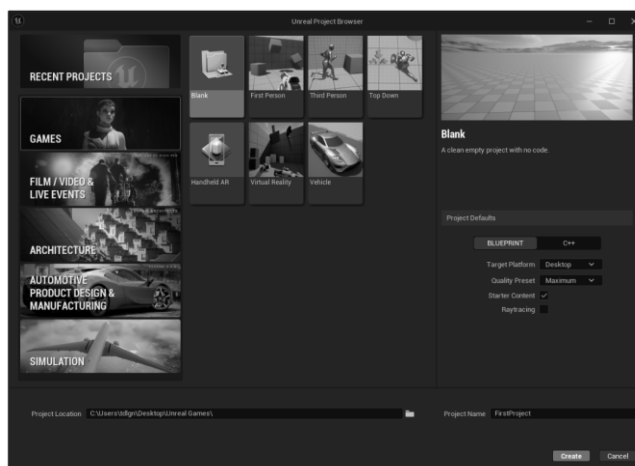 Unreal Project Browser
RECENT PROJECTS
GAMES
FILM / VIDEO &
LIVE EVENTS
ARCHITECTURE
AUTOMOTIVE
PRODUCT DESIGN &
MANUFACTURING
SIMULATION
Blank
First Person
Third Person
Top Down
Handheld AR
Virtual Reality
Vehicle
Blank
A clean empty project with no code.
Project Defaults
BLUEPRINT
C++
Target Platform Desktop
Quality Preset Maximum
Starter Content
Raytracing
Project Location C:\Users\tdlgn\Desktop\Unreal Games\
Project Name FirstProject
Create
Cancel